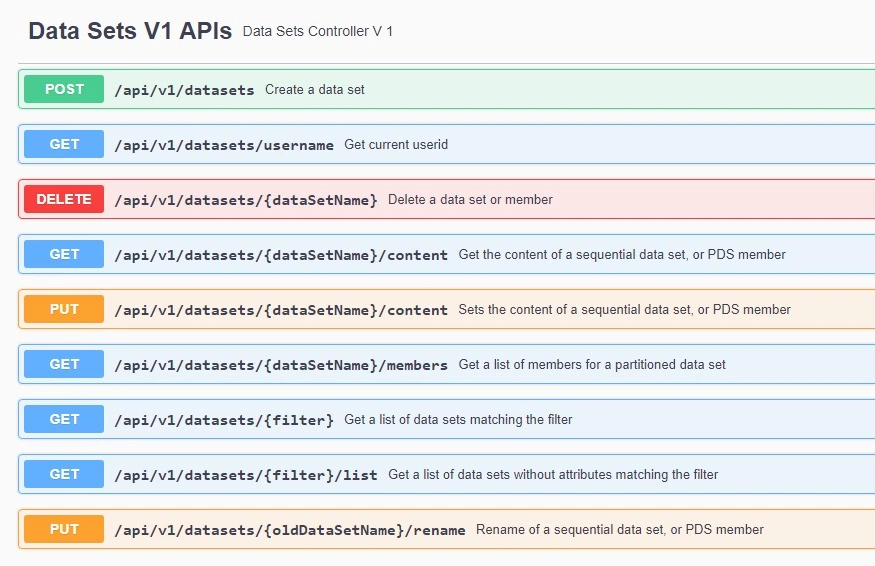 Data Sets V1 APIs Data Sets Controller V 1
POST /api/v1/datasets Create a data set
GET /api/v1/datasets/username Get current userid
DELETE /api/v1/datasets/{dataSetName} Delete a data set or member
GET /api/v1/datasets/{dataSetName}/content Get the content of a sequential data set, or PDS member
PUT /api/v1/datasets/{dataSetName}/content Sets the content of a sequential data set, or PDS member
GET /api/v1/datasets/{dataSetName}/members Get a list of members for a partitioned data set
GET /api/v1/datasets/{filter} Get a list of data sets matching the filter
GET /api/v1/datasets/{filter}/list Get a list of data sets without attributes matching the filter
PUT /api/v1/datasets/{oldDataSetName}/rename Rename of a sequential data set, or PDS member